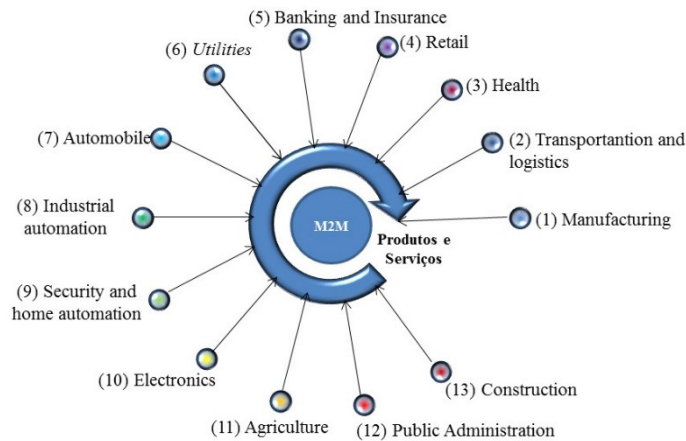 (5) Banking and Insurance
(4) Retail
(6) Utilities
(3) Health
(7) Automobile
(2) Transportantion and
logistics
(8) Industrial
automation
M2M
Produtos e
Serviços
(1) Manufacturing
(9) Security and
home automation
(10) Electronics
(13) Construction
(11) Agriculture
(12) Public Administration